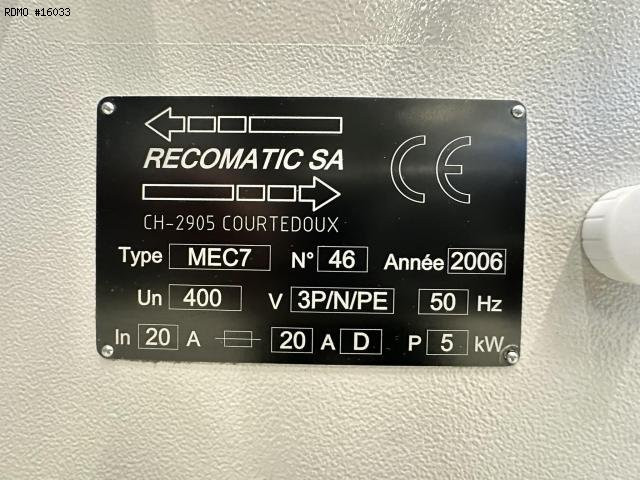 RDMO #16033
RECOMATIC SA
CE
CH-2905 COURTEDOUX
Type MEC7 N° 46 Année 2006
Un 400 V 3P/N/PE 50 Hz
In 20 A 20 A D P 5 kW